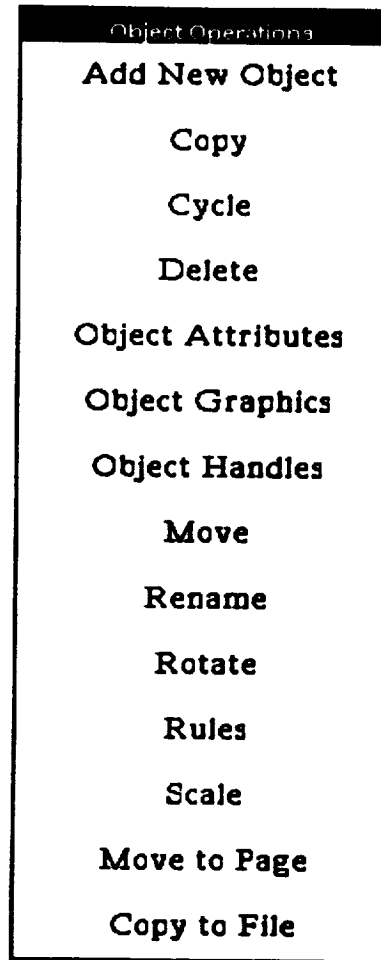 Object Operations
Add New Object
Copy
Cycle
Delete
Object Attributes
Object Graphics
Object Handles
Move
Rename
Rotate
Rules
Scale
Move to Page
Copy to File